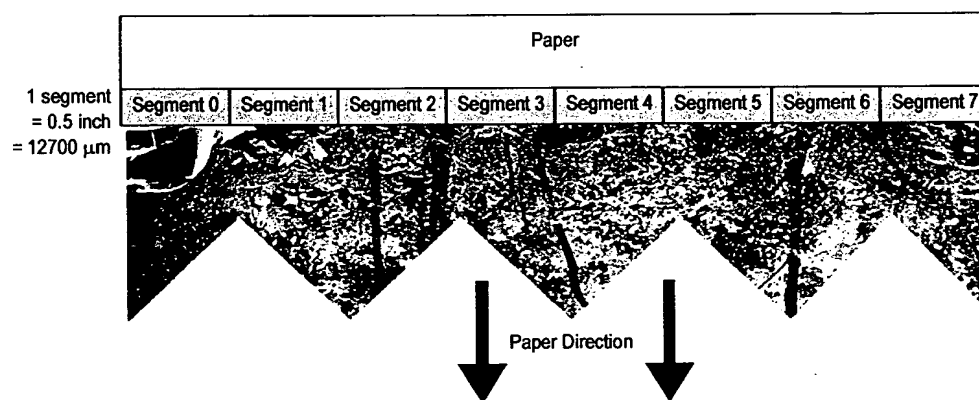 Paper
1 segment
= 0.5 inch
= 12700 μm
Segment 0 Segment 1 Segment 2 Segment 3 Segment 4 Segment 5 Segment 6 Segment 7
Paper Direction